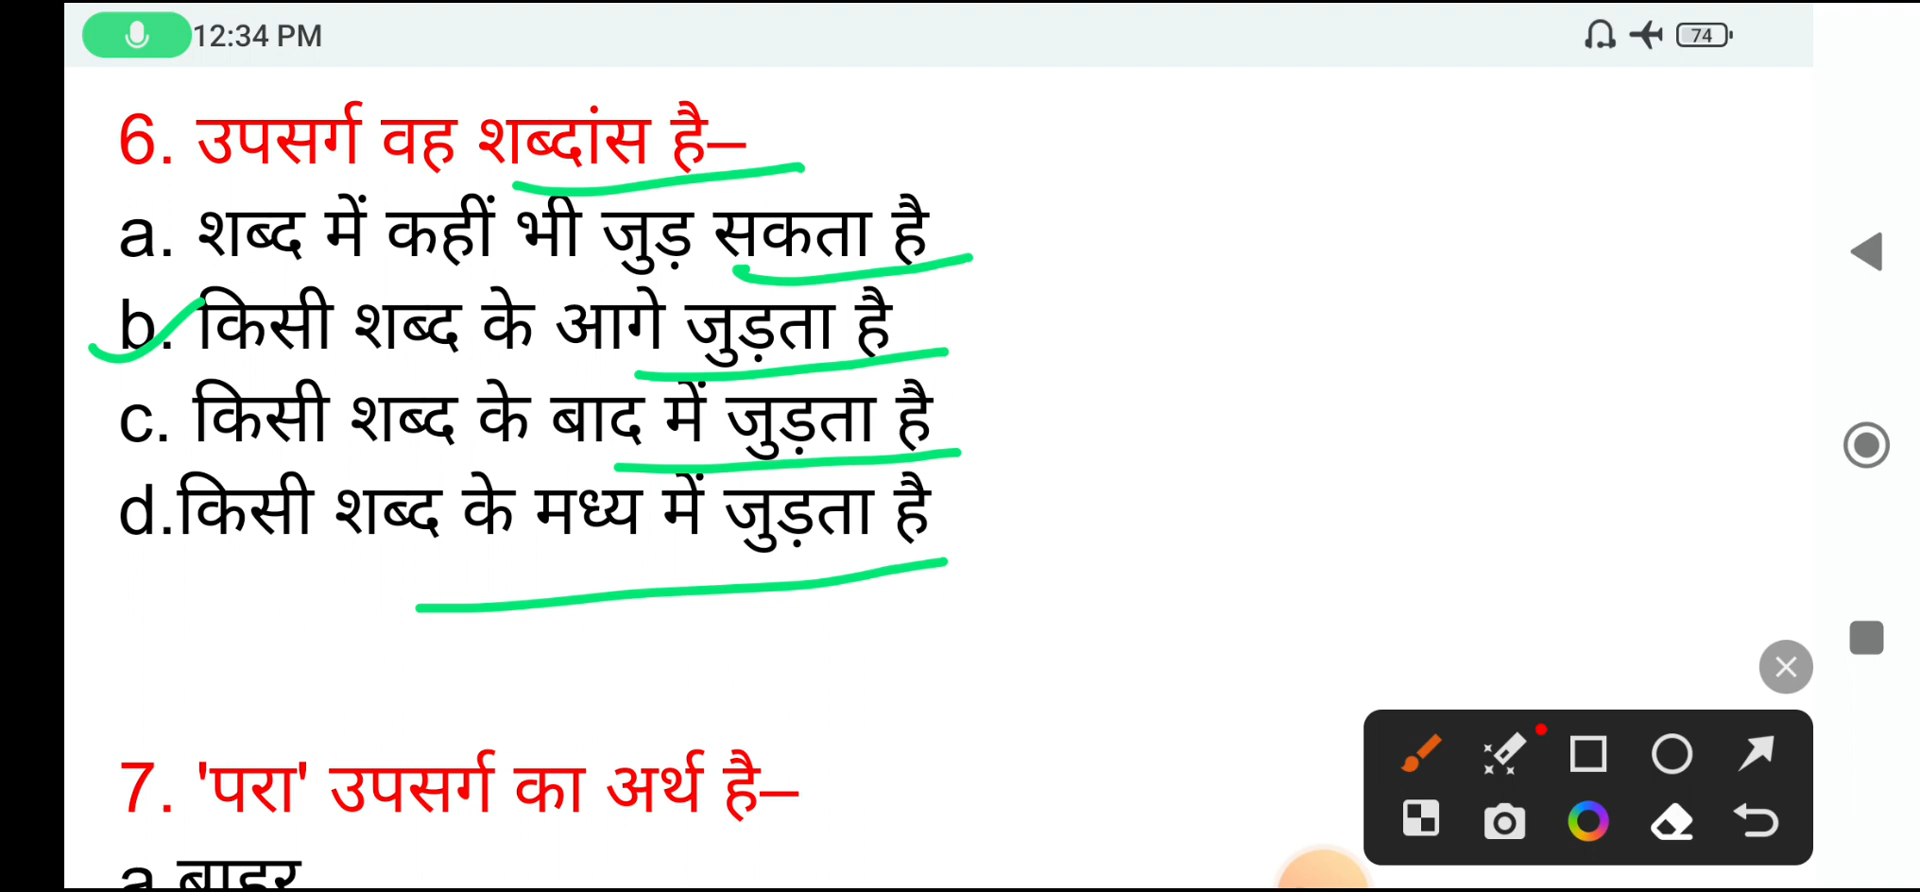 12:34 PM
74
6. उपसर्ग वह शब्दांस है–
a. शब्द में कहीं भी जुड़ सकता है
b. किसी शब्द के आगे जुड़ता है
c. किसी शब्द के बाद में जुड़ता है
d.किसी शब्द के मध्य में जुड़ता है
7. 'परा' उपसर्ग का अर्थ है–
a बाहर